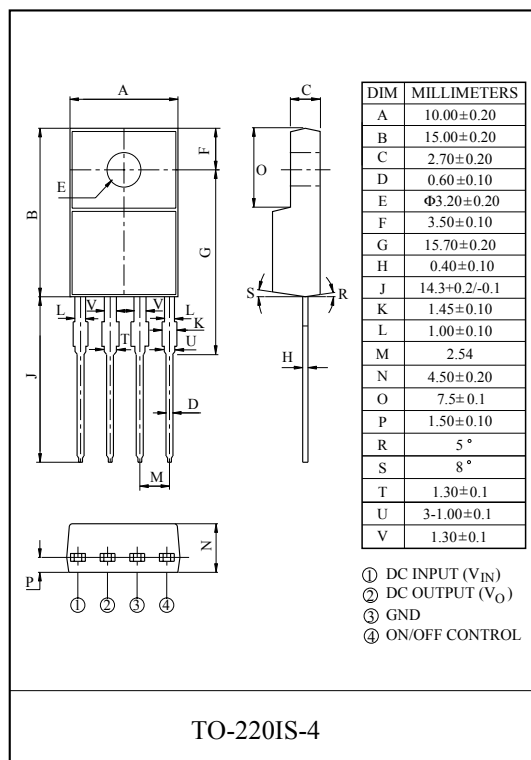 A
B
E
F
G
L
V
V
L
K
T
U
J
D
M
N
P
① ② ③ ④
C
O
S
R
H
DIM MILLIMETERS
A 10.00±0.20
B 15.00±0.20
C 2.70±0.20
D 0.60±0.10
E Φ3.20±0.20
F 3.50±0.10
G 15.70±0.20
H 0.40±0.10
J 14.3+0.2/-0.1
K 1.45±0.10
L 1.00±0.10
M 2.54
N 4.50±0.20
O 7.5±0.1
P 1.50±0.10
R 5°
S 8°
T 1.30±0.1
U 3-1.00±0.1
V 1.30±0.1
① DC INPUT (VIN)
② DC OUTPUT (VO)
③ GND
④ ON/OFF CONTROL
TO-220IS-4